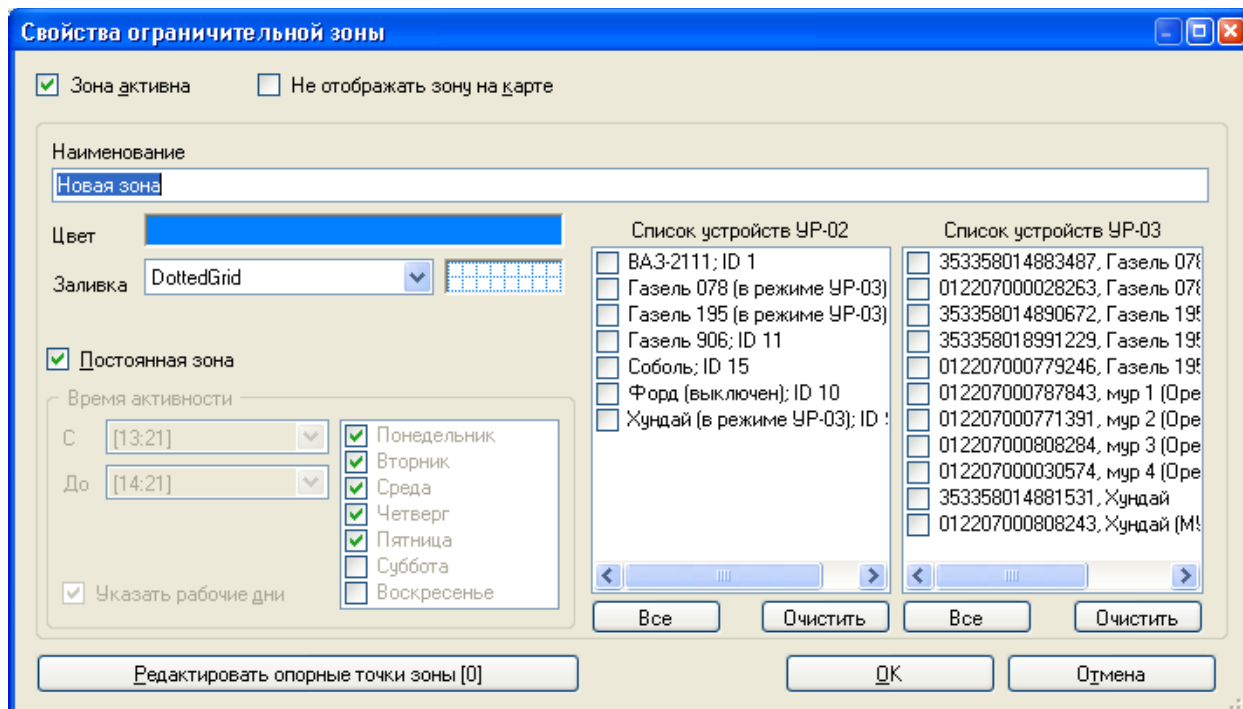 Свойства ограничительной зоны
Зона активна
Не отображать зону на карте
Наименование
Новая зона
Цвет
Заливка
DottedGrid
Постоянная зона
Время активности
С
[13:21]
До
[14:21]
Указать рабочие дни
Понедельник
Вторник
Среда
Четверг
Пятница
Суббота
Воскресенье
Список устройств УР-02
ВАЗ-2111; ID 1
Газель 078 (в режиме УР-03)
Газель 195 (в режиме УР-03)
Газель 906; ID 11
Соболь; ID 15
Форд (выключен); ID 10
Хундай (в режиме УР-03); ID
Все
Очистить
Список устройств УР-03
353358014883487, Газель 078
012207000028263, Газель 078
353358014890672, Газель 195
353358018991229, Газель 195
012207000779246, Газель 195
012207000787843, мур 1 (Оре
012207000771391, мур 2 (Оре
012207000808284, мур 3 (Оре
012207000030574, мур 4 (Оре
353358014881531, Хундай
012207000808243, Хундай (МУ
Все
Очистить
Редактировать опорные точки зоны [0]
OK
Отмена